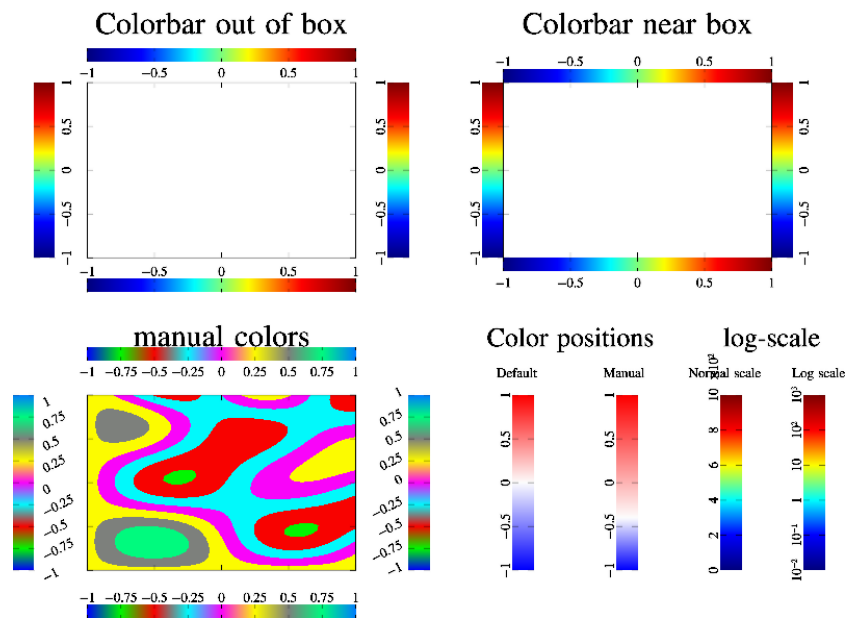 Colorbar out of box
−1 −0.5 0 0.5 1
−1 −0.5 0 0.5 1
−1 −0.5 0 0.5 1
−1 −0.5 0 0.5 1
Colorbar near box
−1 −0.5 0 0.5 1
−1 −0.5 0 0.5 1
−1 −0.5 0 0.5 1
−1 −0.5 0 0.5 1
manual colors
−1 −0.75 −0.5 −0.25 0 0.25 0.5 0.75 1
1
0.75
0.5
0.25
0
−0.25
−0.5
−0.75
−1
1
0.75
0.5
0.25
0
−0.25
−0.5
−0.75
−1
−1 −0.75 −0.5 −0.25 0 0.25 0.5 0.75 1
Color positions
Default
−1 −0.5 0 0.5 1
Manual
−1 −0.5 0 0.5 1
log-scale
Normal scale
0 2 4 6 8 10 ×10²
Log scale
10⁻² 10⁻¹ 1 10¹ 10² 10³